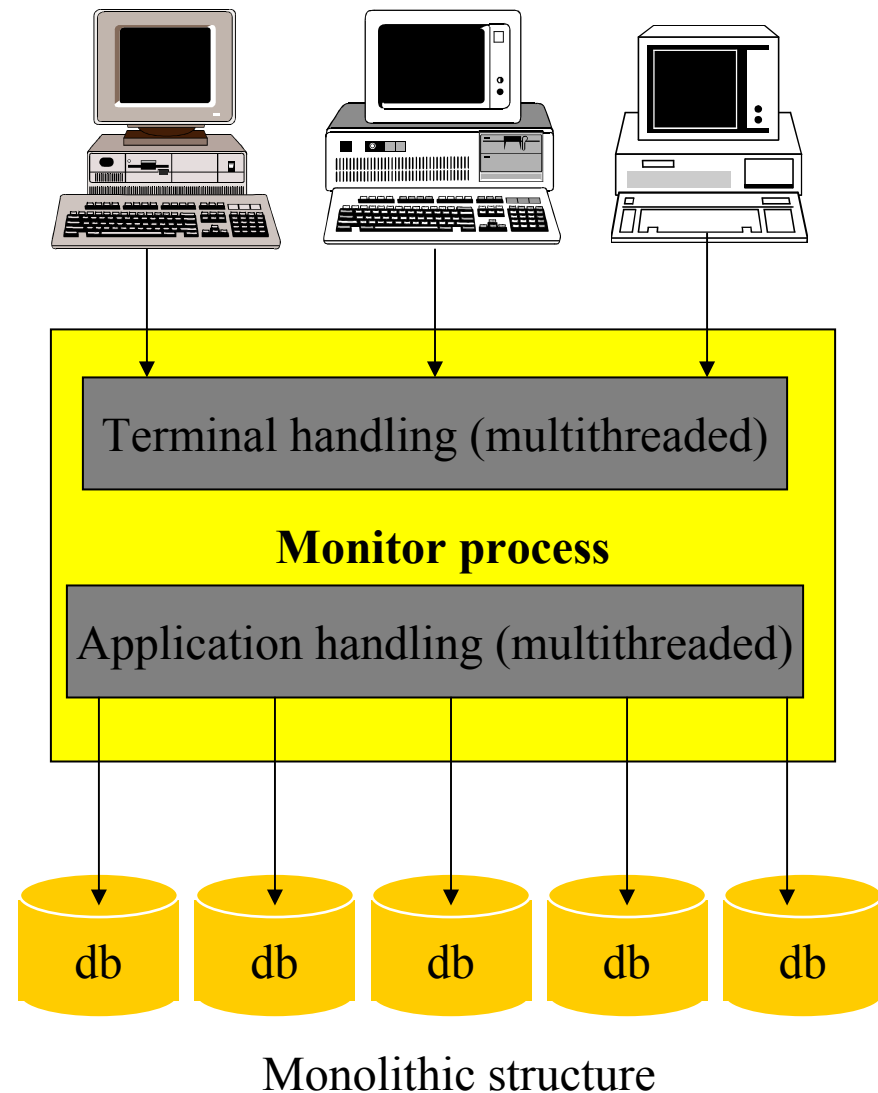 Terminal handling (multithreaded)
Monitor process
Application handling (multithreaded)
db db db db db
Monolithic structure